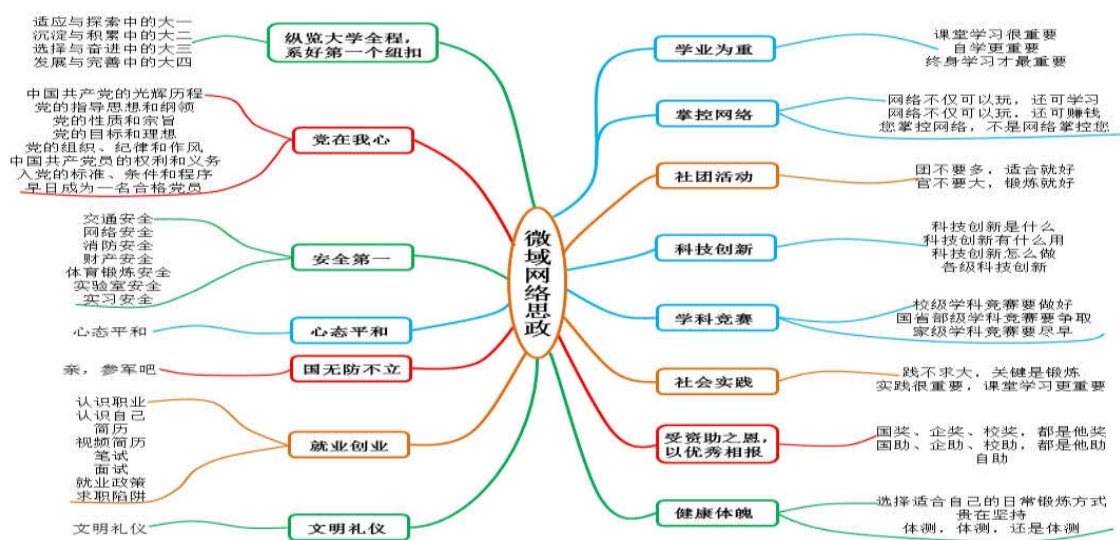 微域网络思政
纵览大学全程，
系好第一个纽扣
适应与探索中的大一
沉淀与积累中的大二
选择与奋进中的大三
发展与完善中的大四
党在我心
中国共产党的光辉历程
党的指导思想和纲领
党的性质和宗旨
党的目标和理想
党的组织、纪律和作风
中国共产党员的权利和义务
入党的标准、条件和程序
早日成为一名合格党员
安全第一
交通安全
网络安全
消防安全
财产安全
体育锻炼安全
实验室安全
实习安全
心态平和
心态平和
国无防不立
亲，参军吧
就业创业
认识职业
认识自己
简历
视频简历
笔试
面试
就业政策
求职陷阱
文明礼仪
文明礼仪
学业为重
课堂学习很重要
自学更重要
终身学习才最重要
掌控网络
网络不仅可以玩，还可学习
网络不仅可以玩，还可赚钱
您掌控网络，不是网络掌控您
社团活动
团不要多，适合就好
官不要大，锻炼就好
科技创新
科技创新是什么
科技创新有什么用
科技创新怎么做
各级科技创新
学科竞赛
校级学科竞赛要做好
国省部级学科竞赛要争取
家级学科竞赛要尽早
社会实践
践不求大，关键是锻炼
实践很重要，课堂学习更重要
受资助之恩，
以优秀相报
国奖、企奖、校奖，都是他奖
国助、企助、校助，都是他助
自助
健康体魄
选择适合自己的日常锻炼方式
贵在坚持
体测，体测，还是体测